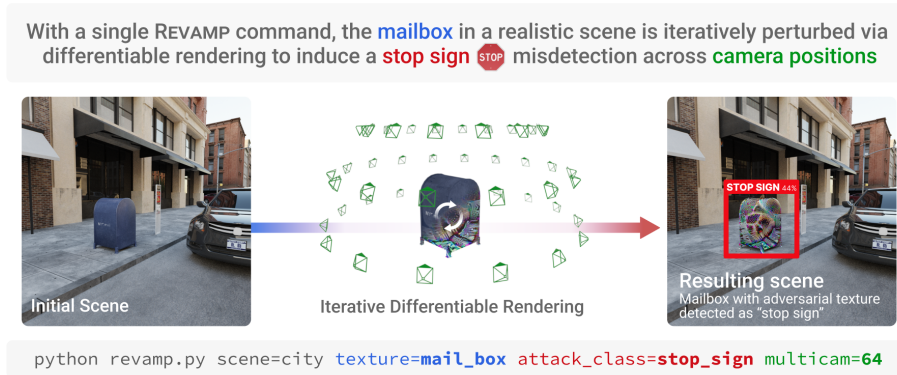 With a single REVAMP command, the mailbox in a realistic scene is iteratively perturbed via
differentiable rendering to induce a stop sign STOP misdetection across camera positions
STOP SIGN 44%
Initial Scene
Iterative Differentiable Rendering
Resulting scene
Mailbox with adversarial texture
detected as “stop sign”
python revamp.py scene=city texture=mail_box attack_class=stop_sign multicam=64